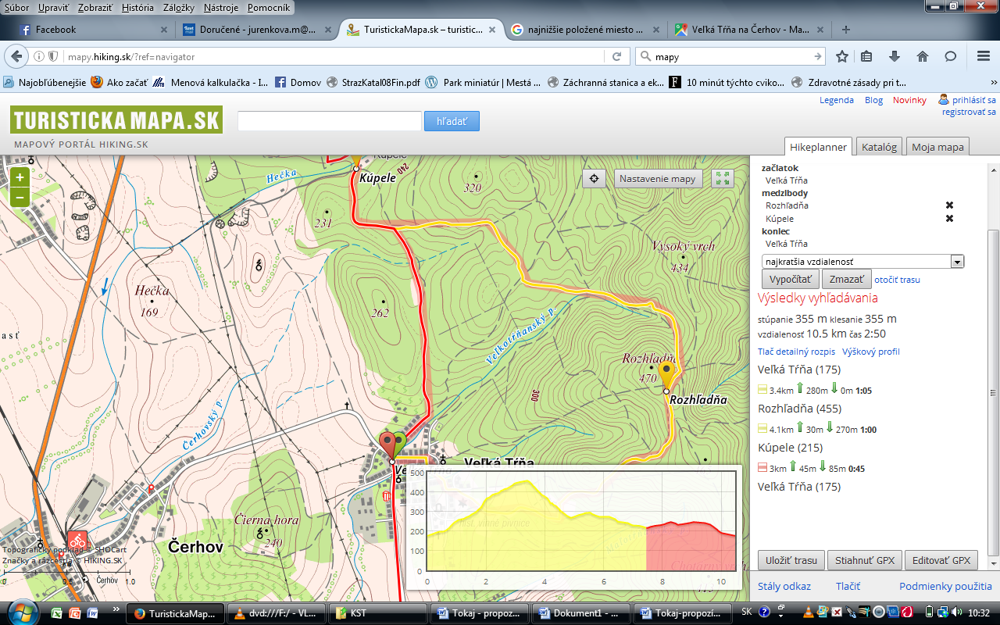 Súbor Upraviť Zobraziť História Záložky Nástroje Pomocník
Facebook
Doručené - jurenkova.m@...
TuristickaMapa.sk – turistic...
najnižšie položené miesto ...
Veľká Tŕňa na Čerhov - Ma...
mapy.hiking.sk/?ref=navigator
mapy
Najobľúbenejšie
Ako začať
Menová kalkulačka - I...
Domov
StrazKatal08Fin.pdf
Park miniatúr | Mestá ...
Záchranná stanica a ek...
10 minút týchto cviko...
Zdravotné zásady pri t...
Legenda Blog Novinky prihlásiť sa
registrovať sa
TURISTICKA MAPA.SK
hľadať
MAPOVÝ PORTÁL HIKING.SK
Hikeplanner Katalóg Moja mapa
+
−
Nastavenie mapy
Kúpele
Kúpele
Hečka
240
320
231
Vysoký vrch
434
Hečka
169
262
Veľkotŕňanský p.
Rozhľadňa
470
Rozhľadňa
300
Čerhovský p.
Veľká Tŕňa
Čierna hora
240
Čerhov
Topografický podklad © SHOCart
Značky a rázcestia © HIKING.SK
0 0.5 1.0
Čerhov
hist. viané pivnice
500
400
300
200
100
0
0 2 4 6 8 10
začiatok
Veľká Tŕňa
medzibody
Rozhľadňa
Kúpele
koniec
Veľká Tŕňa
najkratšia vzdialenosť
Vypočítať Zmazať otočiť trasu
Výsledky vyhľadávania
stúpanie 355 m klesanie 355 m
vzdialenosť 10.5 km čas 2:50
Tlač detailný rozpis Výškový profil
Veľká Tŕňa (175)
3.4km 280m 0m 1:05
Rozhľadňa (455)
4.1km 30m 270m 1:00
Kúpele (215)
3km 45m 85m 0:45
Veľká Tŕňa (175)
Uložiť trasu Stiahnuť GPX Editovať GPX
Stály odkaz Tlačiť Podmienky použitia
TuristickaMap...
dvd:///F:/ - VL...
KST
Tokaj - propoz...
Dokument1 - ...
Tokaj-propozí...
SK
10:32